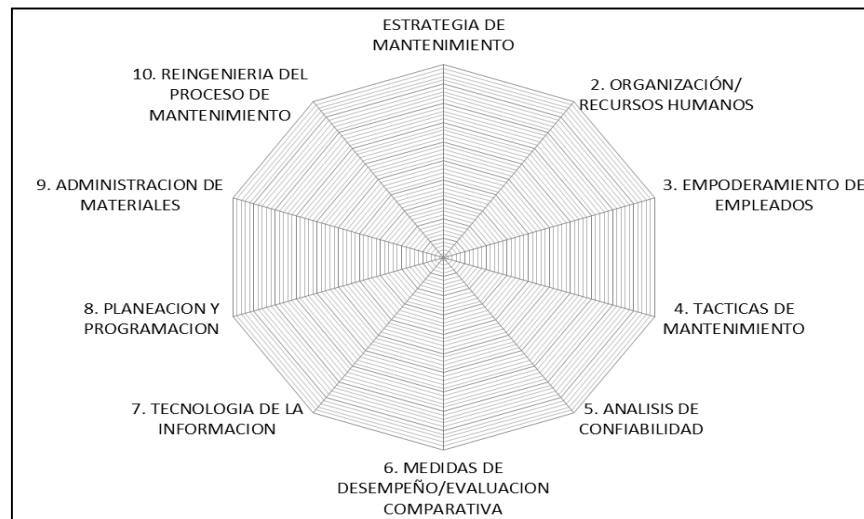 ESTRATEGIA DE
MANTENIMIENTO
2. ORGANIZACIÓN/
RECURSOS HUMANOS
3. EMPODERAMIENTO DE
EMPLEADOS
4. TACTICAS DE
MANTENIMIENTO
5. ANALISIS DE
CONFIABILIDAD
6. MEDIDAS DE
DESEMPEÑO/EVALUACION
COMPARATIVA
7. TECNOLOGIA DE LA
INFORMACION
8. PLANEACION Y
PROGRAMACION
9. ADMINISTRACION DE
MATERIALES
10. REINGENIERIA DEL
PROCESO DE
MANTENIMIENTO